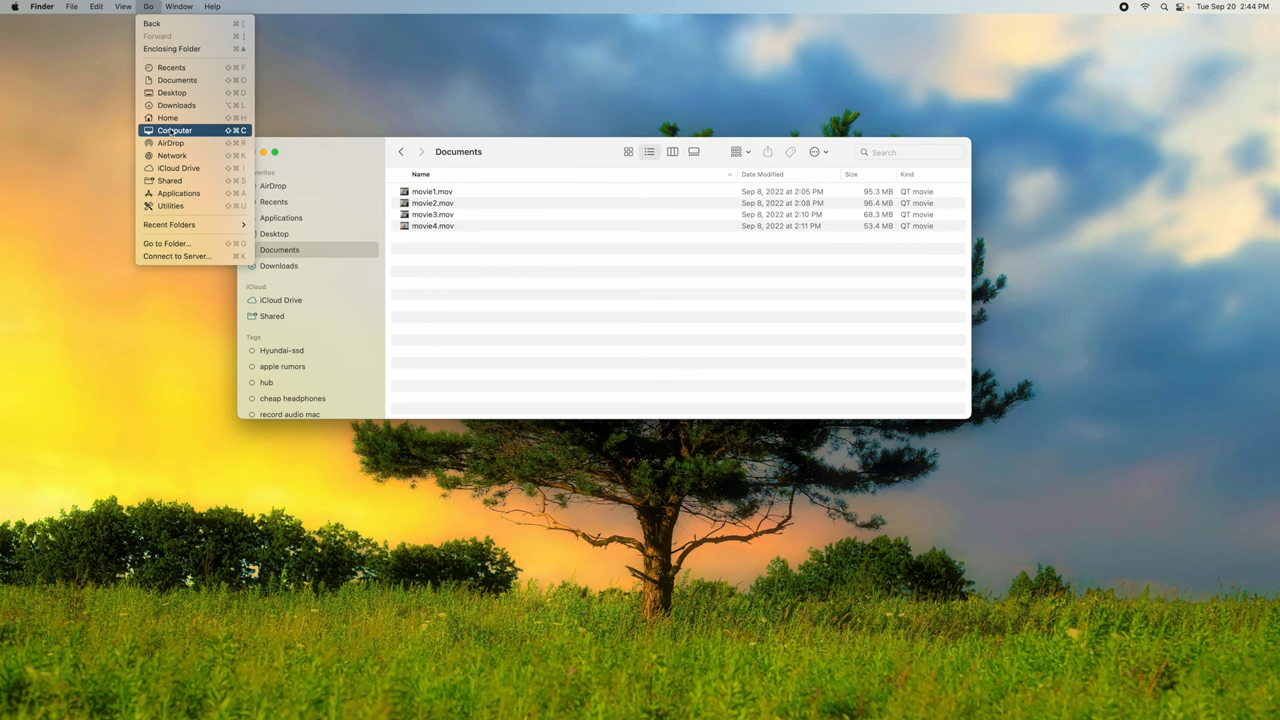 Finder File Edit View Go Window Help Tue Sep 20 2:44 PM
Back ⌘ [
Forward ⌘ ]
Enclosing Folder ⌘ ▲
Recents ⇧ ⌘ F
Documents ⇧ ⌘ O
Desktop ⇧ ⌘ D
Downloads ⌥ ⌘ L
Home ⇧ ⌘ H
Computer ⇧ ⌘ C
AirDrop ⇧ ⌘ R
Network ⇧ ⌘ K
iCloud Drive ⇧ ⌘ I
Shared ⇧ ⌘ S
Applications ⇧ ⌘ A
Utilities ⇧ ⌘ U
Recent Folders
Go to Folder... ⇧ ⌘ G
Connect to Server... ⌘ K
vorites
AirDrop
Recents
Applications
Desktop
Documents
Downloads
iCloud
iCloud Drive
Shared
Tags
Hyundai-ssd
apple rumors
hub
cheap headphones
record audio mac
Documents Search
Name Date Modified Size Kind
movie1.mov Sep 8, 2022 at 2:05 PM 95.3 MB QT movie
movie2.mov Sep 8, 2022 at 2:08 PM 96.4 MB QT movie
movie3.mov Sep 8, 2022 at 2:10 PM 68.3 MB QT movie
movie4.mov Sep 8, 2022 at 2:11 PM 53.4 MB QT movie